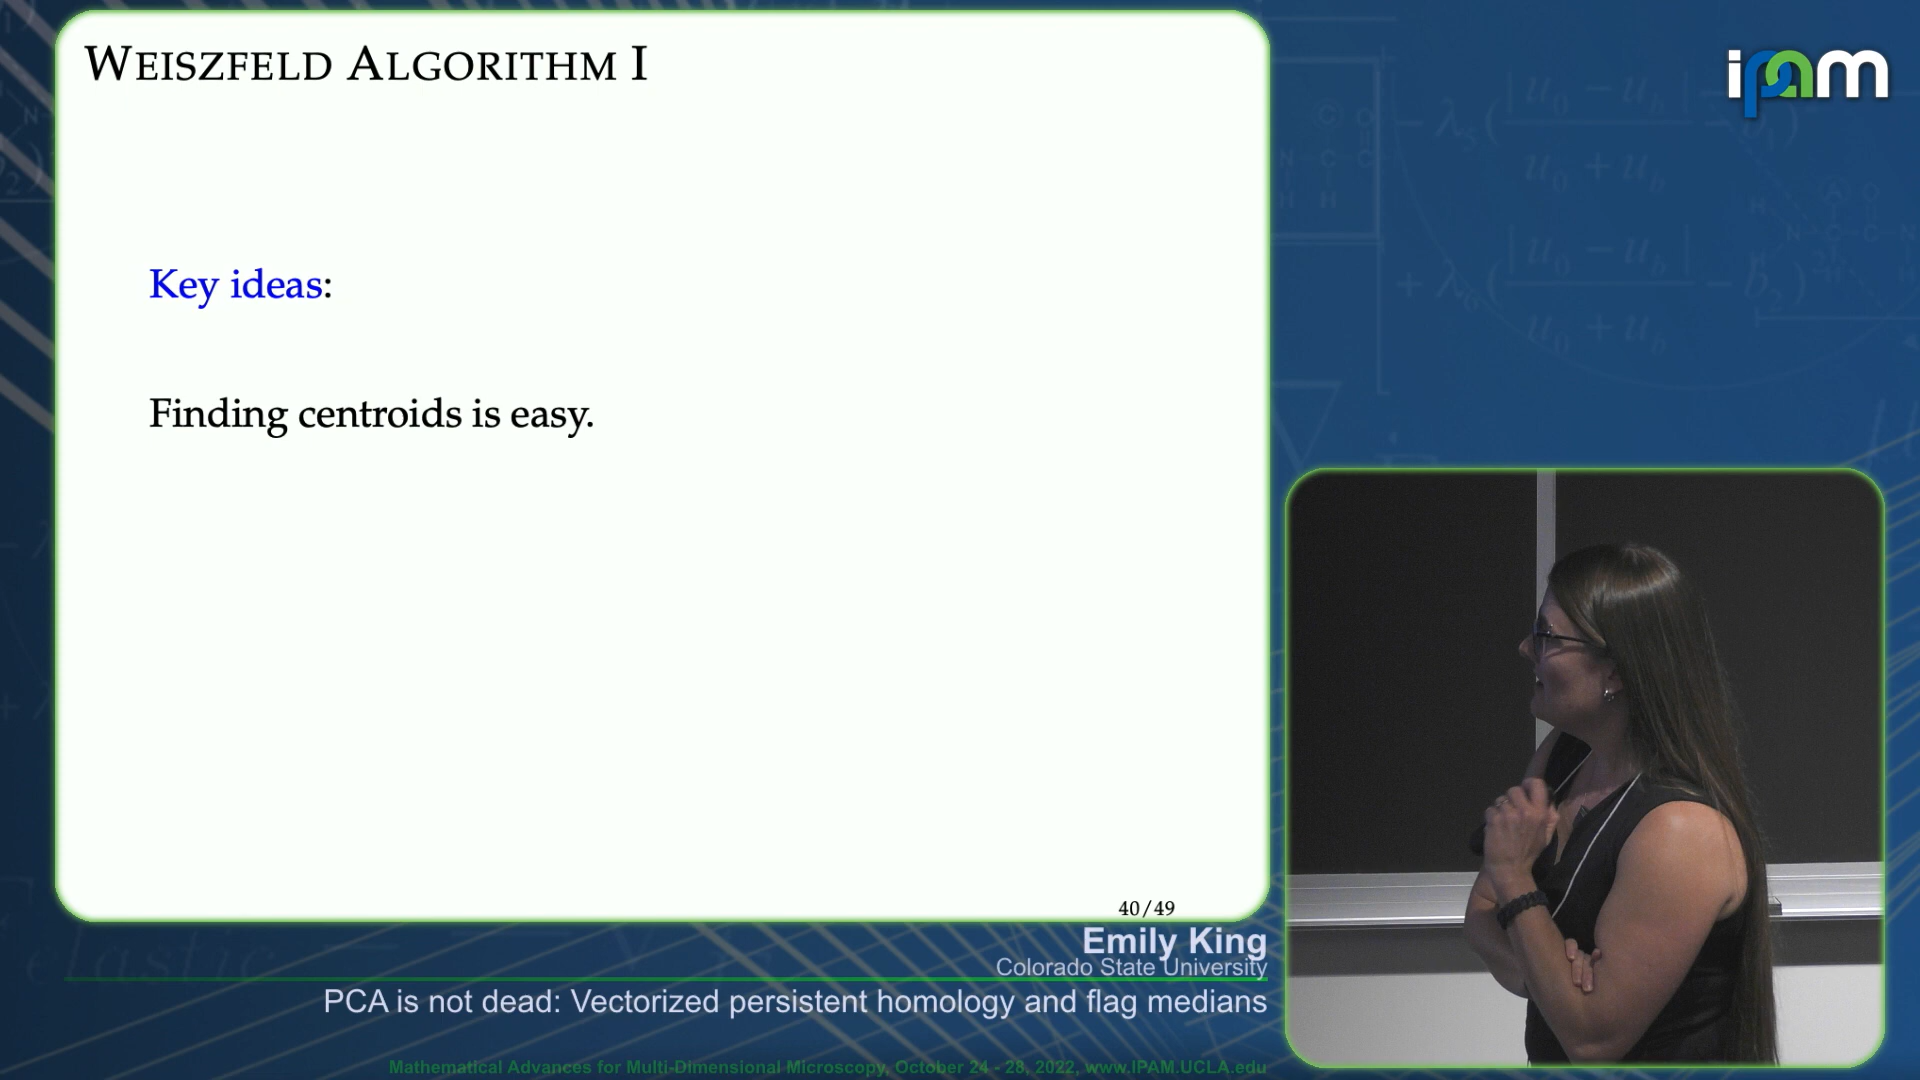 WEISZFELD ALGORITHM I
ipam
Key ideas:
Finding centroids is easy.
40/49
Emily King
Colorado State University
PCA is not dead: Vectorized persistent homology and flag medians
Mathematical Advances for Multi-Dimensional Microscopy, October 24 - 28, 2022, www.IPAM.UCLA.edu